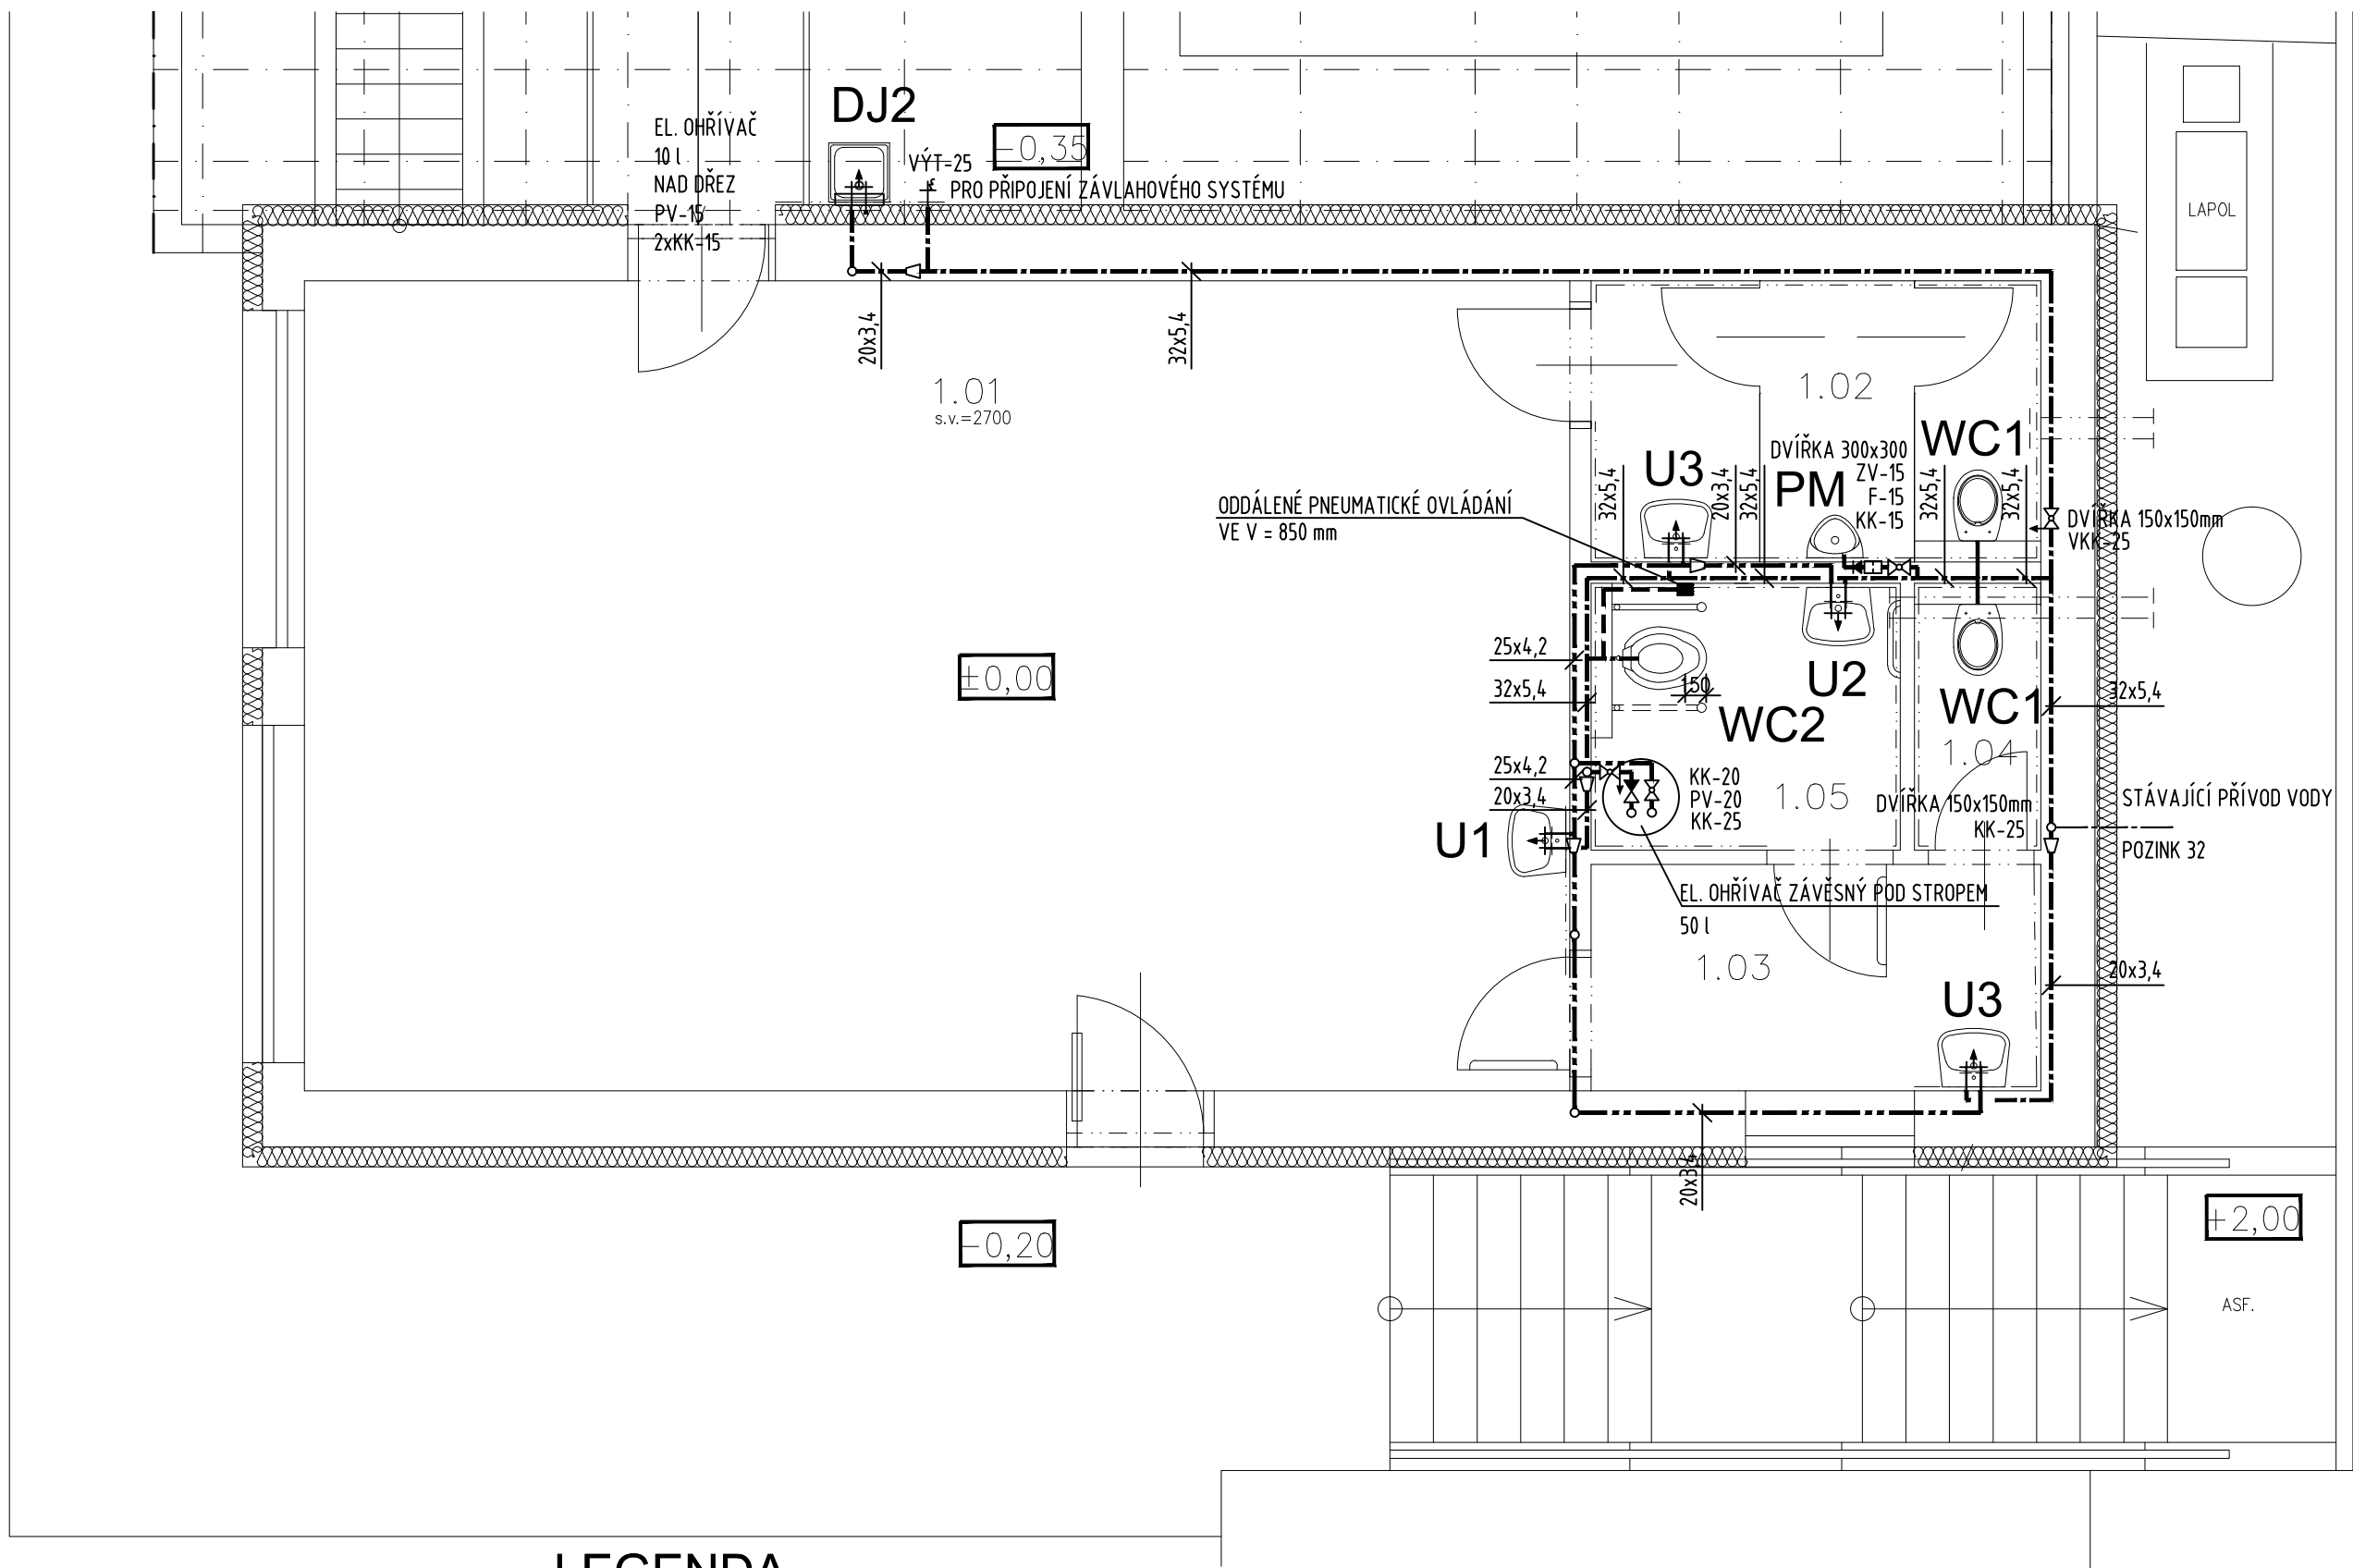 DJ2
EL. OHŘÍVAČ
10 l
NAD DŘEZ
PV-15
2xKK-15
-0,35
VÝT-25
PRO PŘIPOJENÍ ZÁVLAHOVÉHO SYSTÉMU
LAPOL
20x3,4
32x5,4
1.01
s.v.=2700
1.02
WC1
U3
DVÍŘKA 300x300
ZV-15
PM
F-15
KK-15
32x5,4
20x3,4
32x5,4
32x5,4
32x5,4
ODDÁLENÉ PNEUMATICKÉ OVLÁDÁNÍ
VE V = 850 mm
DVÍŘKA 150x150mm
VKK-25
25x4,2
32x5,4
±0,00
150
U2
WC2
WC1
32x5,4
1.04
25x4,2
20x3,4
KK-20
PV-20
KK-25
1.05
DVÍŘKA 150x150mm
KK-25
STÁVAJÍCÍ PŘÍVOD VODY
POZINK 32
U1
EL. OHŘÍVAČ ZÁVĚSNÝ POD STROPEM
50 l
1.03
20x3,4
U3
20x3,4
-0,20
+2,00
ASF.
LEGENDA